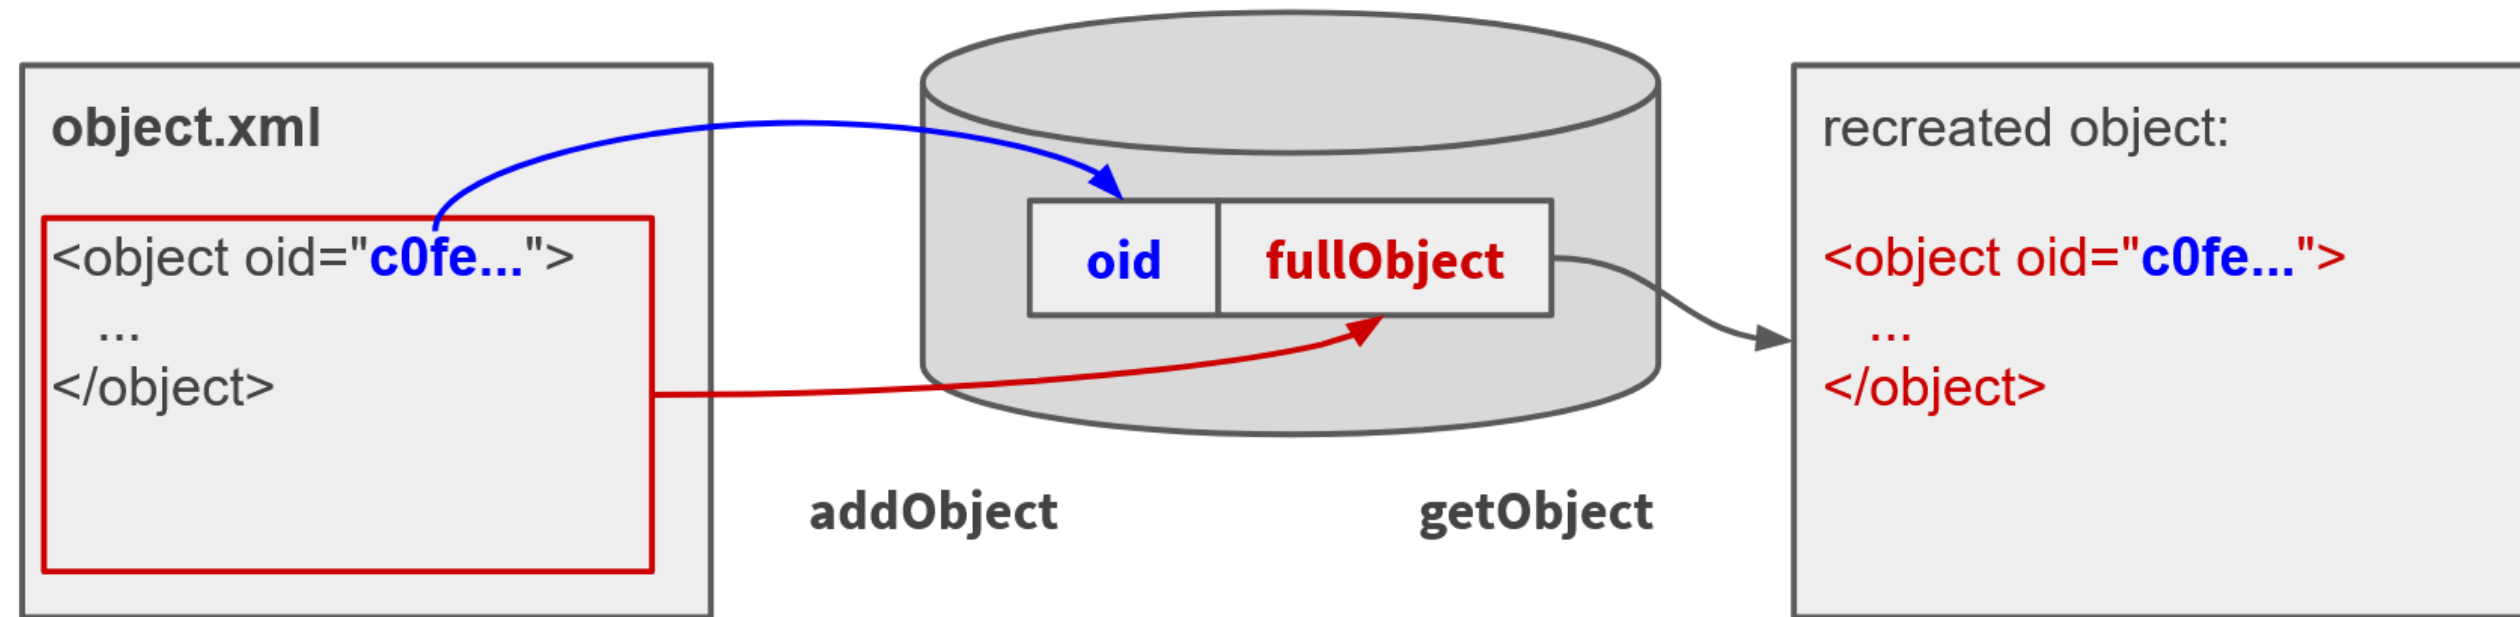 object.xml
<object oid="c0fe...">
...
</object>
oid
fullObject
addObject
getObject
recreated object:
<object oid="c0fe...">
...
</object>